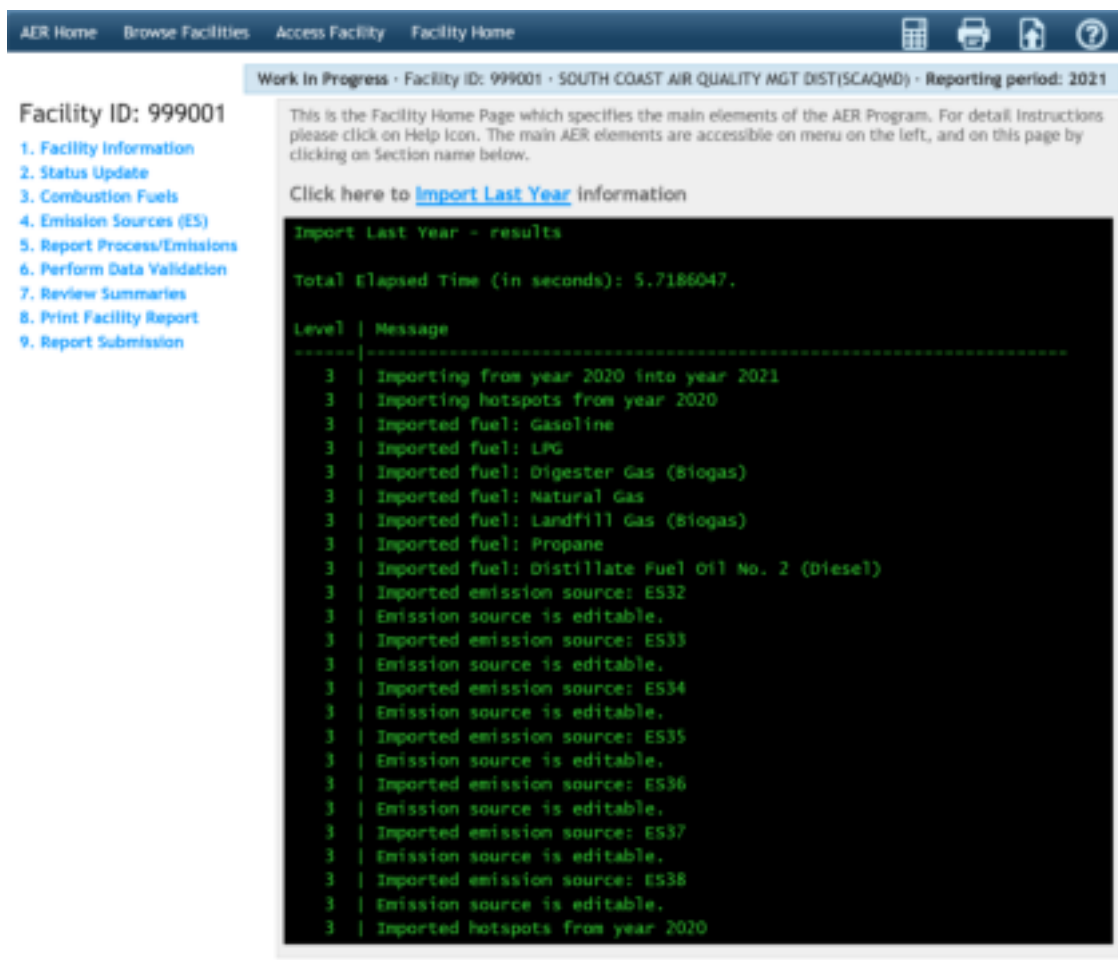 AER Home Browse Facilities Access Facility Facility Home
Work In Progress - Facility ID: 999001 - SOUTH COAST AIR QUALITY MGT DIST(SCAQMD) - Reporting period: 2021
Facility ID: 999001
1. Facility Information
2. Status Update
3. Combustion Fuels
4. Emission Sources (ES)
5. Report Process/Emissions
6. Perform Data Validation
7. Review Summaries
8. Print Facility Report
9. Report Submission
This is the Facility Home Page which specifies the main elements of the AER Program. For detail instructions
please click on Help Icon. The main AER elements are accessible on menu on the left, and on this page by
clicking on Section name below.
Click here to Import Last Year information
Import Last Year - results
Total Elapsed Time (in seconds): 5.7186047.
Level | Message
------|--------------------------------------------------------------------
3 | Importing from year 2020 into year 2021
3 | Importing hotspots from year 2020
3 | Imported fuel: Gasoline
3 | Imported fuel: LPG
3 | Imported fuel: Digester Gas (Biogas)
3 | Imported fuel: Natural Gas
3 | Imported fuel: Landfill Gas (Biogas)
3 | Imported fuel: Propane
3 | Imported fuel: Distillate Fuel Oil No. 2 (Diesel)
3 | Imported emission source: ES32
3 | Emission source is editable.
3 | Imported emission source: ES33
3 | Emission source is editable.
3 | Imported emission source: ES34
3 | Emission source is editable.
3 | Imported emission source: ES35
3 | Emission source is editable.
3 | Imported emission source: ES36
3 | Emission source is editable.
3 | Imported emission source: ES37
3 | Emission source is editable.
3 | Imported emission source: ES38
3 | Emission source is editable.
3 | Imported hotspots from year 2020